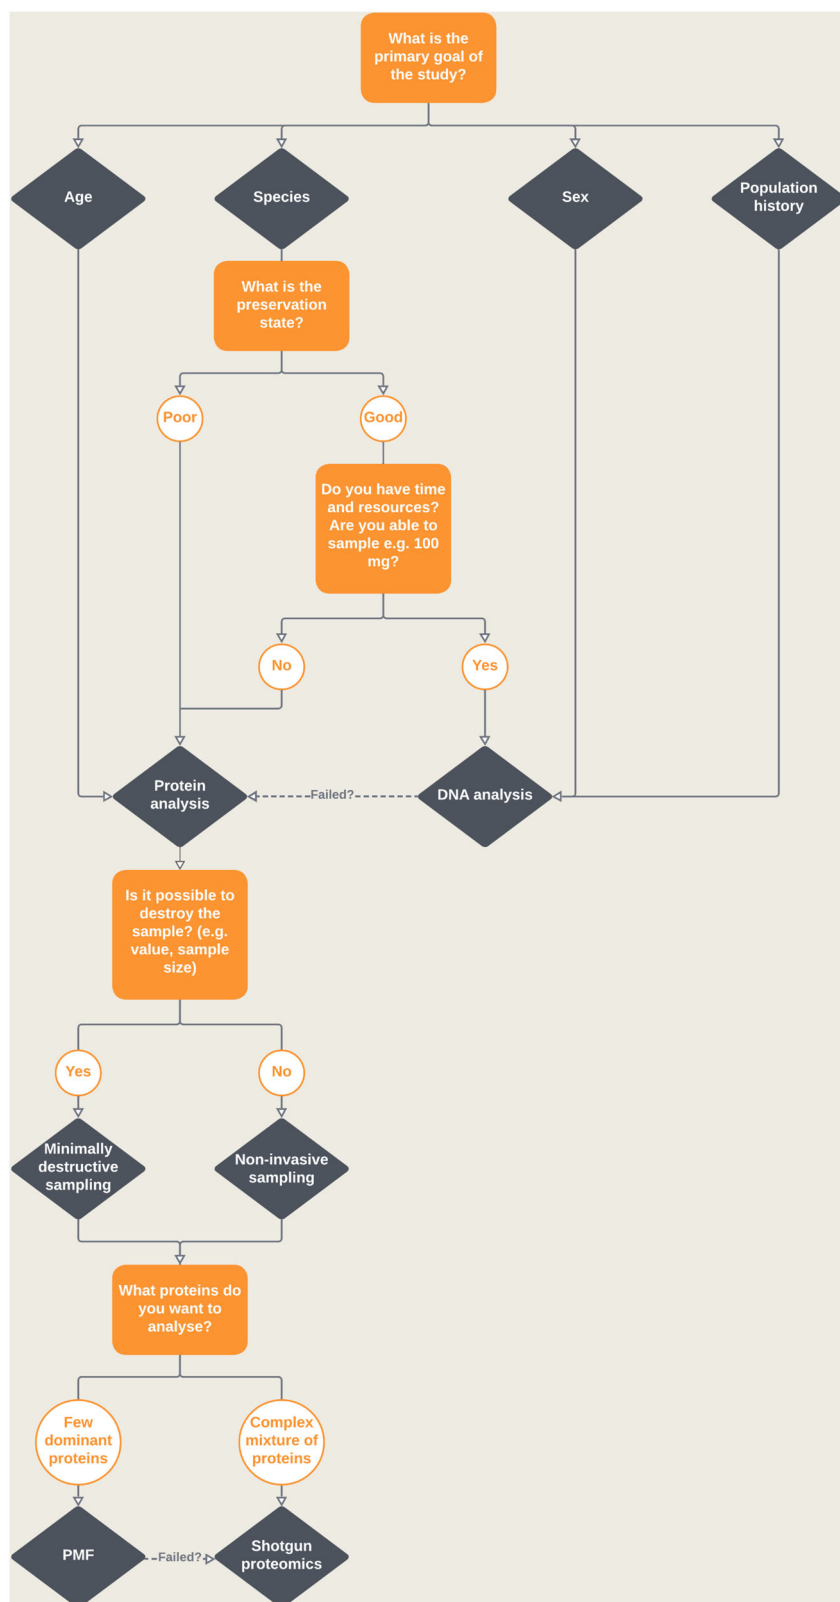 What is the
primary goal of
the study?
Age
Species
Sex
Population
history
What is the
preservation
state?
Poor
Good
Do you have time
and resources?
Are you able to
sample e.g. 100
mg?
No
Yes
Protein
analysis
Failed?
DNA analysis
Is it possible to
destroy the
sample? (e.g.
value, sample
size)
Yes
No
Minimally
destructive
sampling
Non-invasive
sampling
What proteins do
you want to
analyse?
Few
dominant
proteins
Complex
mixture of
proteins
PMF
Failed?
Shotgun
proteomics